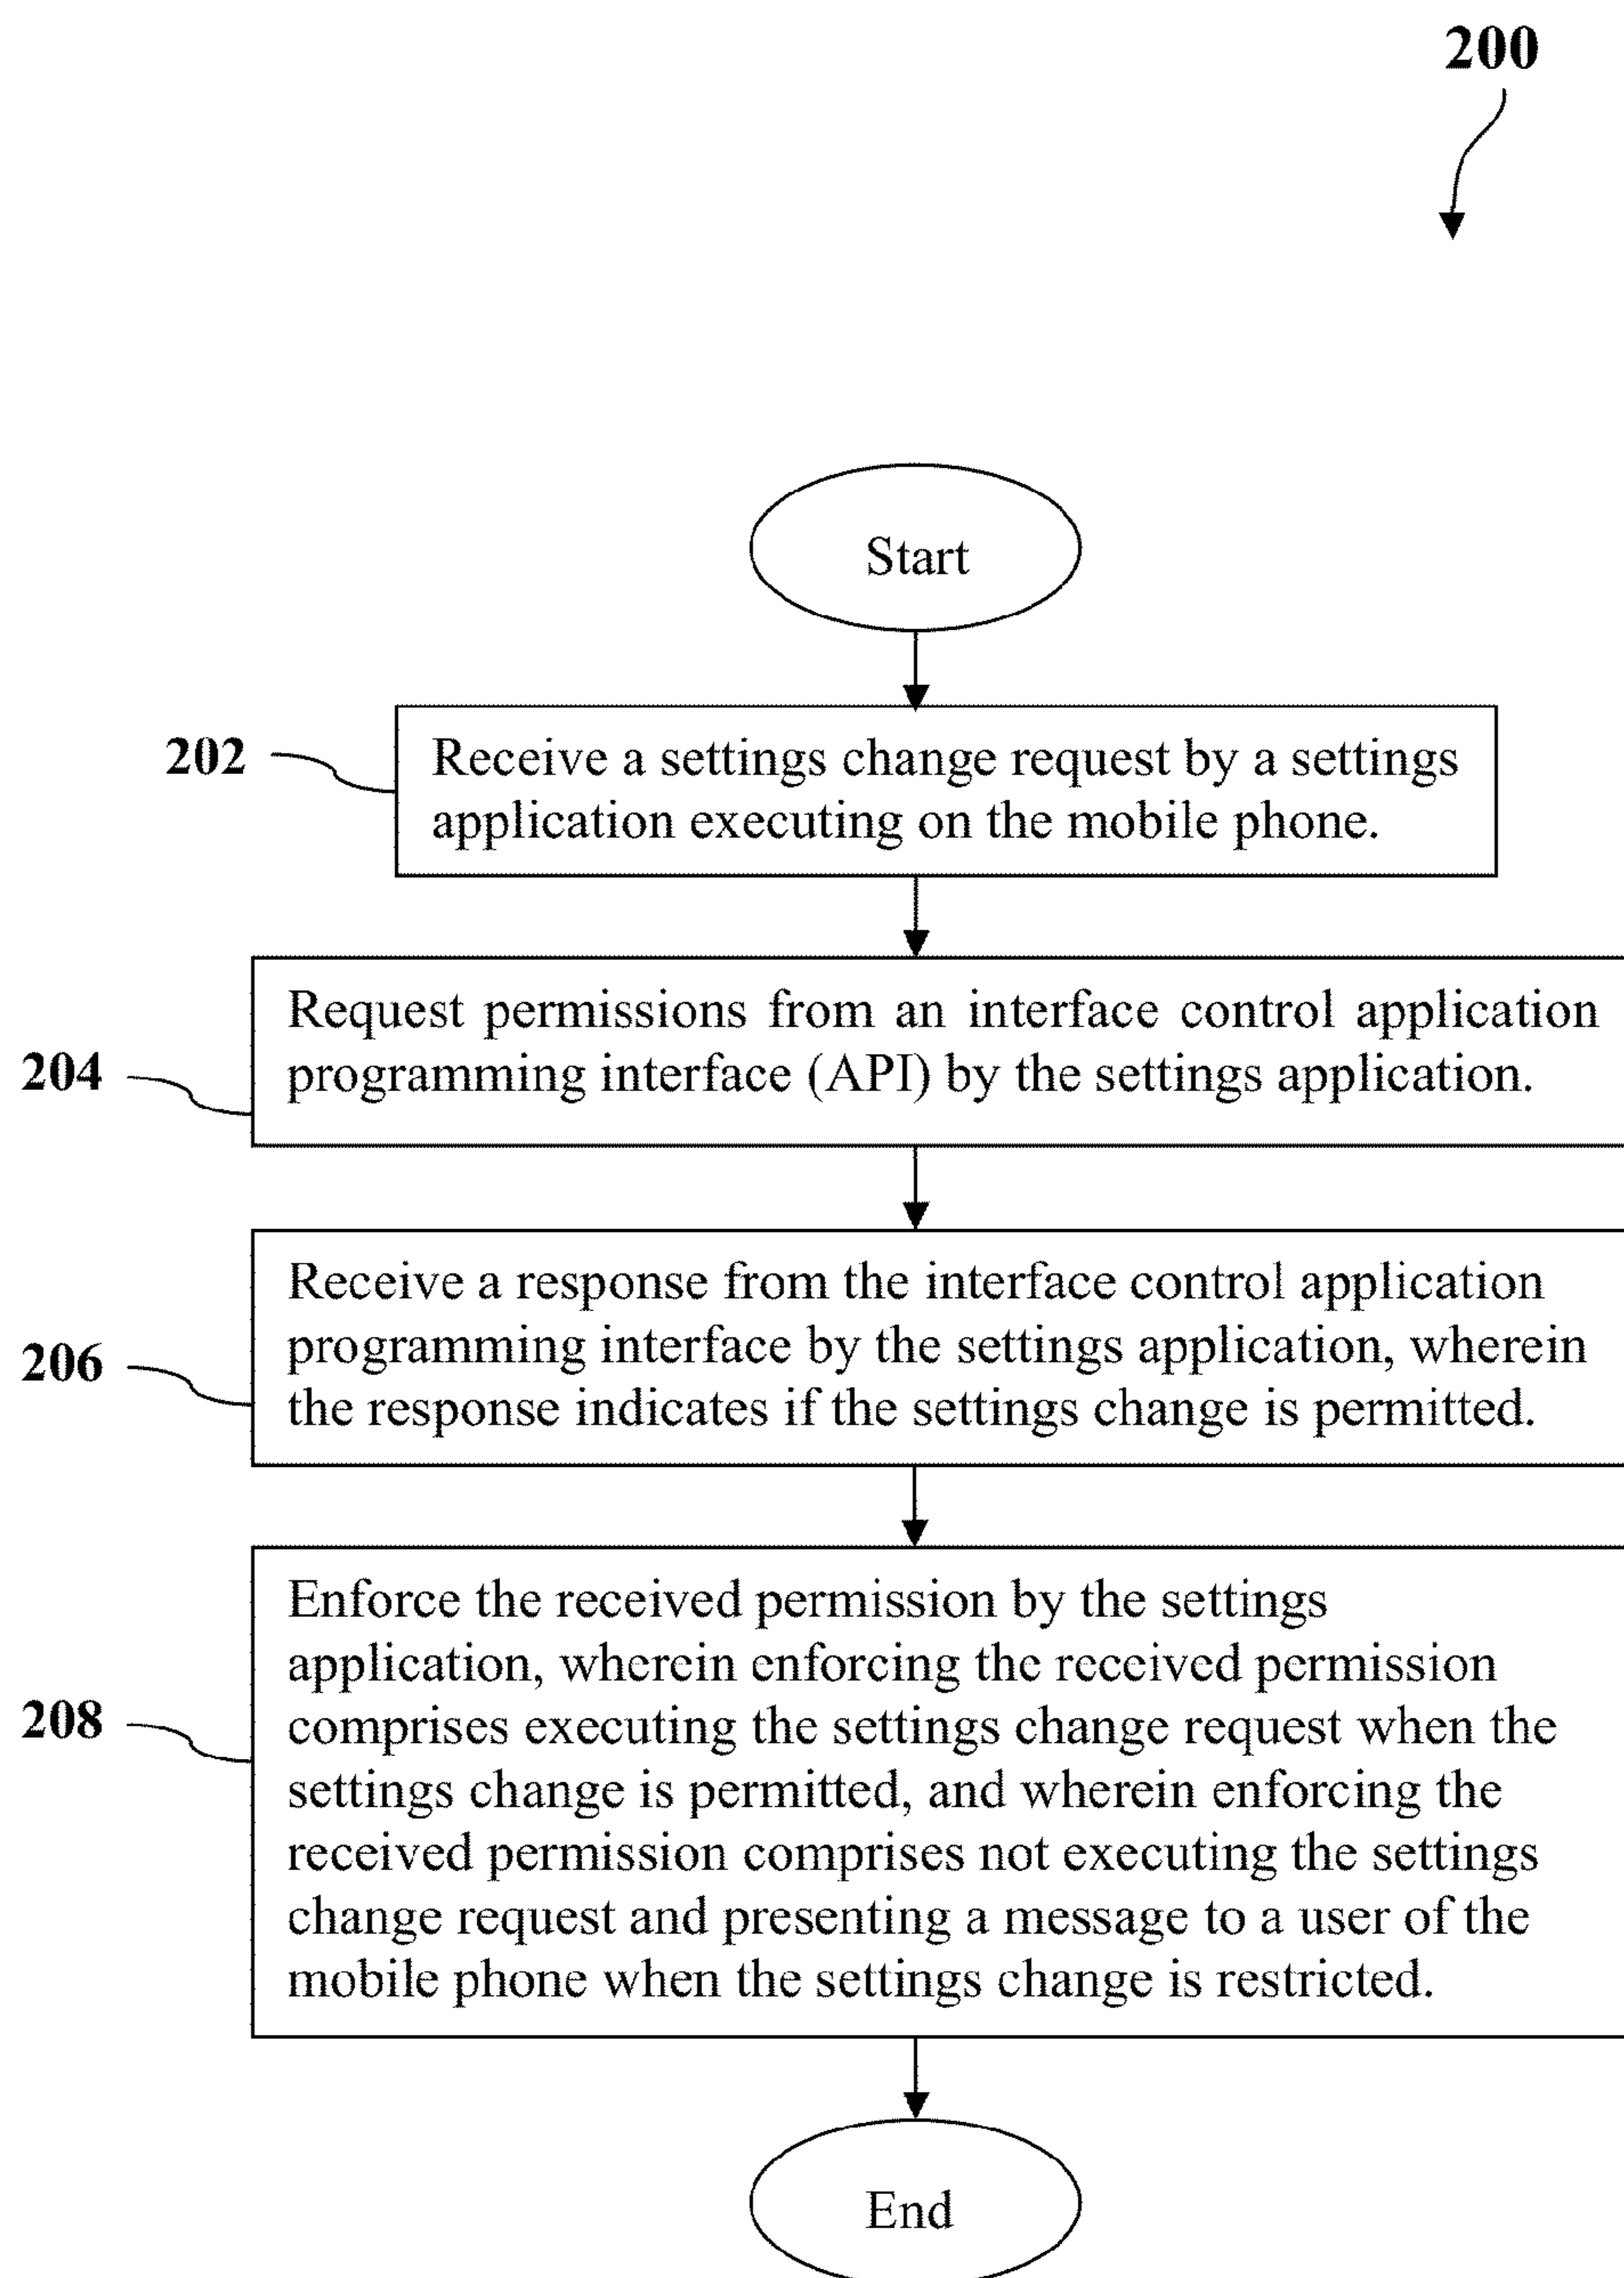 200
Start
202
Receive a settings change request by a settings
application executing on the mobile phone.
204
Request permissions from an interface control application
programming interface (API) by the settings application.
206
Receive a response from the interface control application
programming interface by the settings application, wherein
the response indicates if the settings change is permitted.
208
Enforce the received permission by the settings
application, wherein enforcing the received permission
comprises executing the settings change request when the
settings change is permitted, and wherein enforcing the
received permission comprises not executing the settings
change request and presenting a message to a user of the
mobile phone when the settings change is restricted.
End